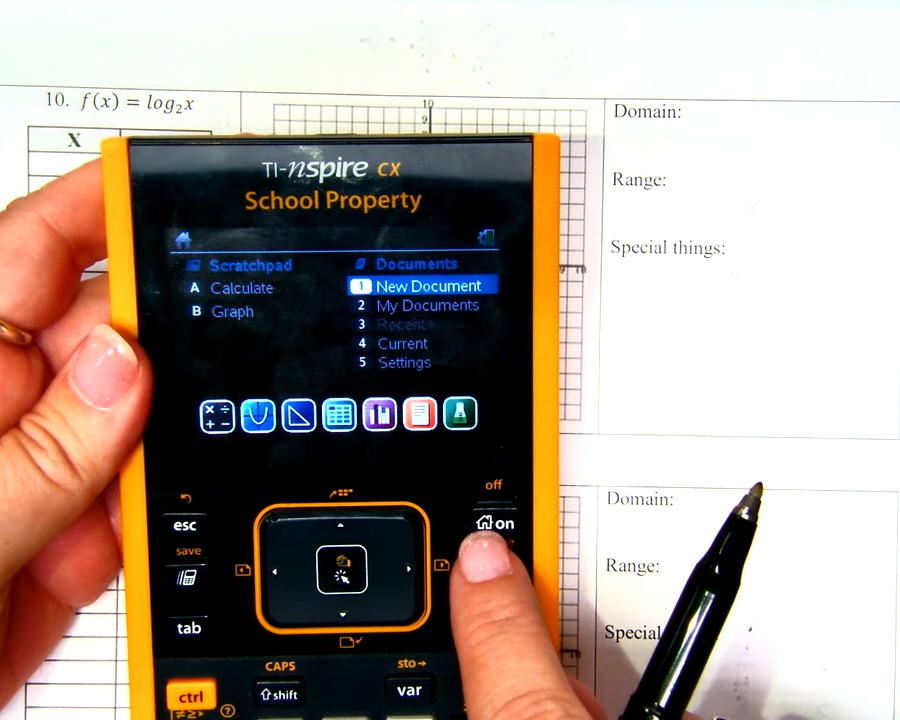 10. f(x) = log₂x
X
10
9
Domain:
Range:
Special things:
TI-nspire CX
School Property
Scratchpad
A Calculate
B Graph
Documents
1 New Document
2 My Documents
3 Recent
4 Current
5 Settings
10
off
esc
on
save
tab
CAPS
sto→
ctrl
⇧shift
var
Domain:
Range:
Special